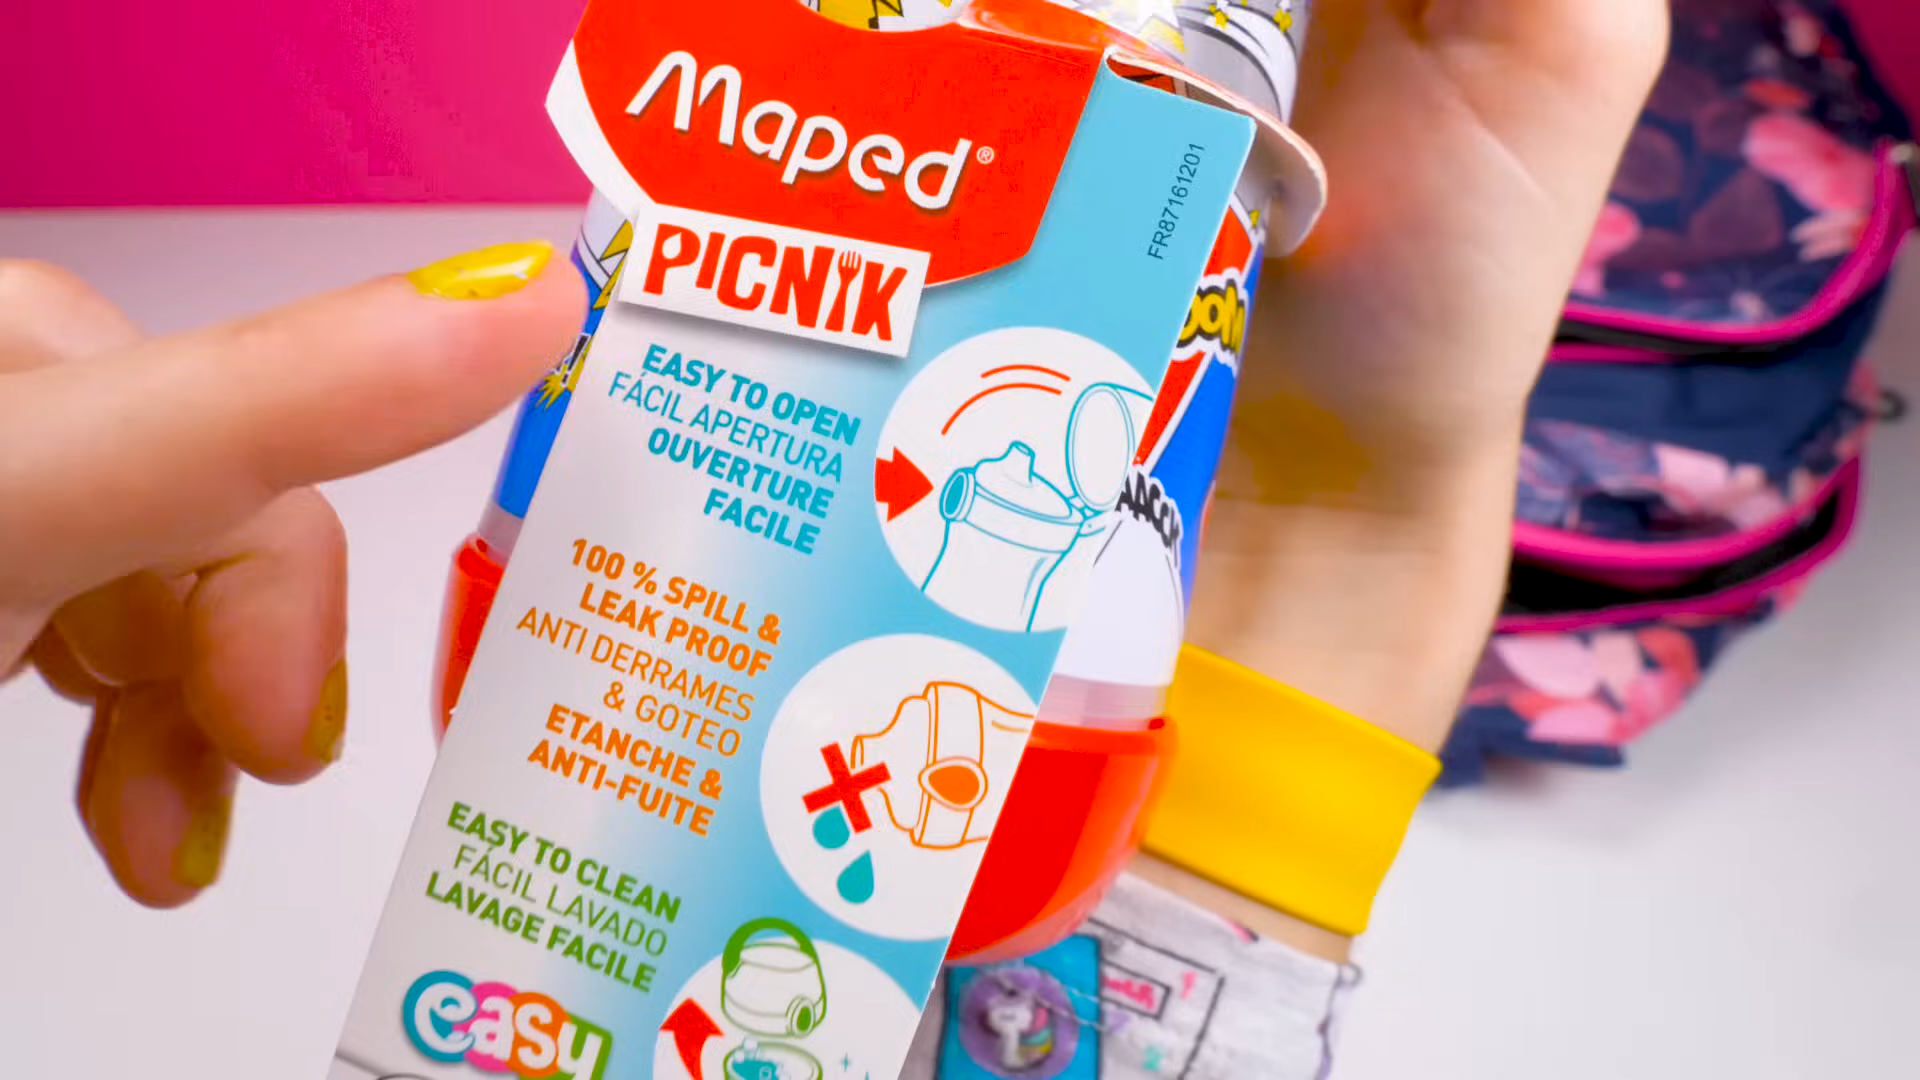 Maped®
PICNIK
FR87161201
EASY TO OPEN
FÁCIL APERTURA
OUVERTURE
FACILE
100 % SPILL &
LEAK PROOF
ANTI DERRAMES
& GOTEO
ETANCHE &
ANTI-FUITE
EASY TO CLEAN
FÁCIL LAVADO
LAVAGE FACILE
easy